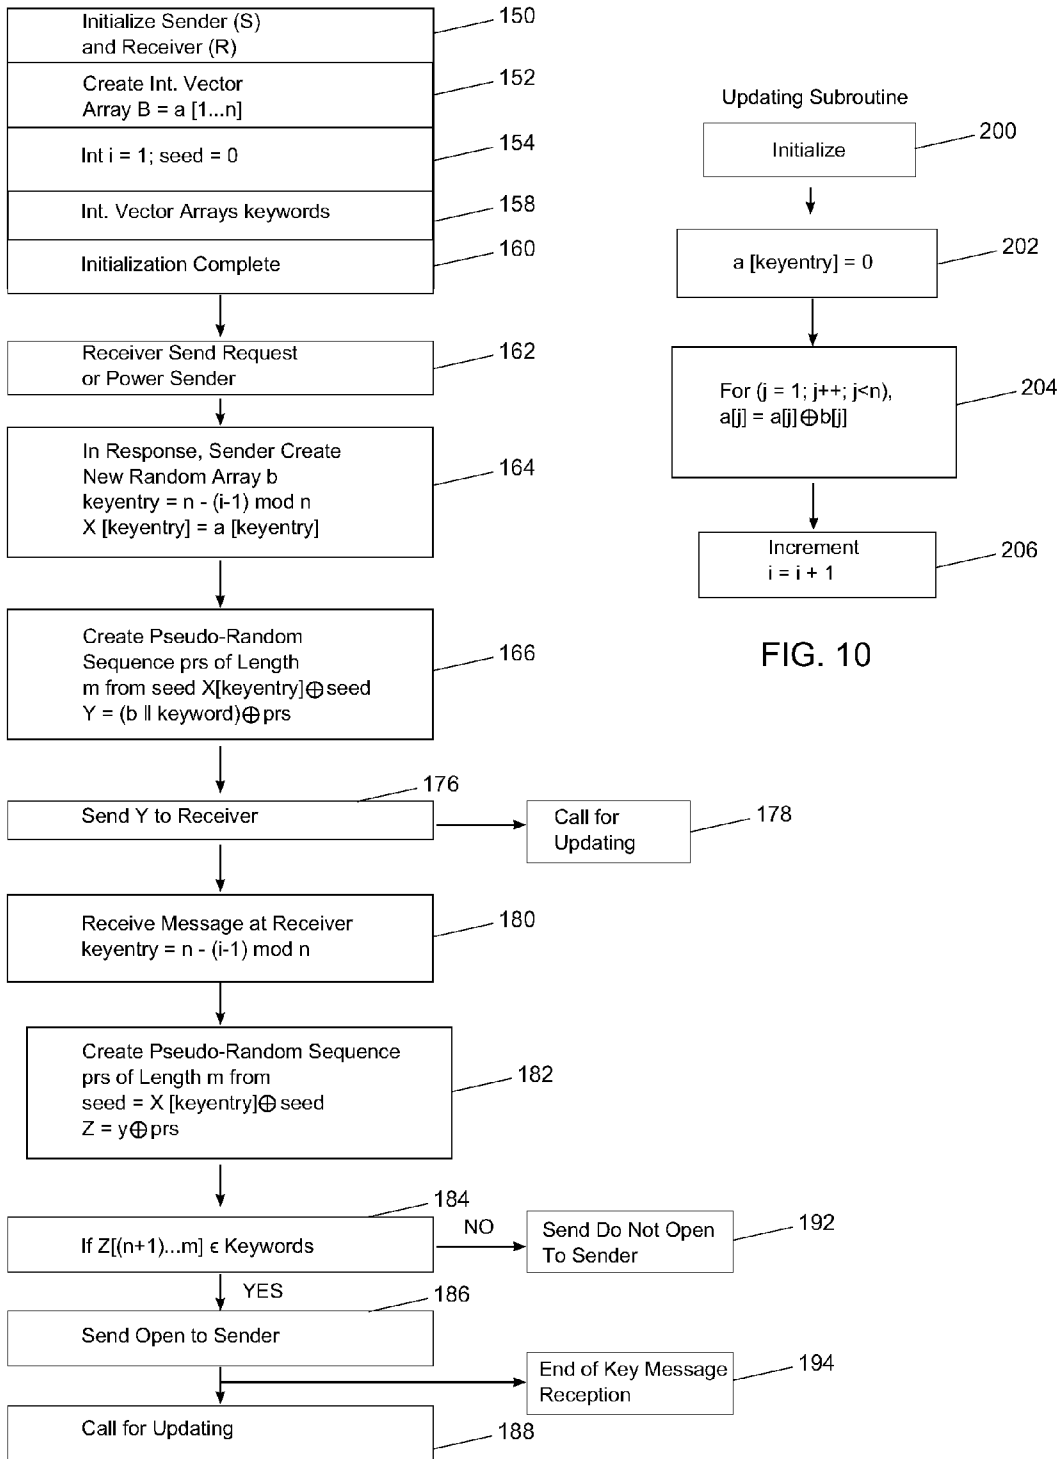 Initialize Sender (S)
and Receiver (R)
150
Create Int. Vector
Array B = a [1...n]
152
Int i = 1; seed = 0
154
Int. Vector Arrays keywords
158
Initialization Complete
160
Receiver Send Request
or Power Sender
162
In Response, Sender Create
New Random Array b
keyentry = n - (i-1) mod n
X [keyentry] = a [keyentry]
164
Create Pseudo-Random
Sequence prs of Length
m from seed X[keyentry]⊕seed
Y = (b ǁ keyword)⊕prs
166
Send Y to Receiver
176
Call for
Updating
178
Receive Message at Receiver
keyentry = n - (i-1) mod n
180
Create Pseudo-Random Sequence
prs of Length m from
seed = X [keyentry]⊕seed
Z = y⊕prs
182
If Z[(n+1)...m] ϵ Keywords
184
NO
Send Do Not Open
To Sender
192
YES
Send Open to Sender
186
End of Key Message
Reception
194
Call for Updating
188
Updating Subroutine
Initialize
200
a [keyentry] = 0
202
For (j = 1; j++; j<n),
a[j] = a[j]⊕b[j]
204
Increment
i = i + 1
206
FIG. 10